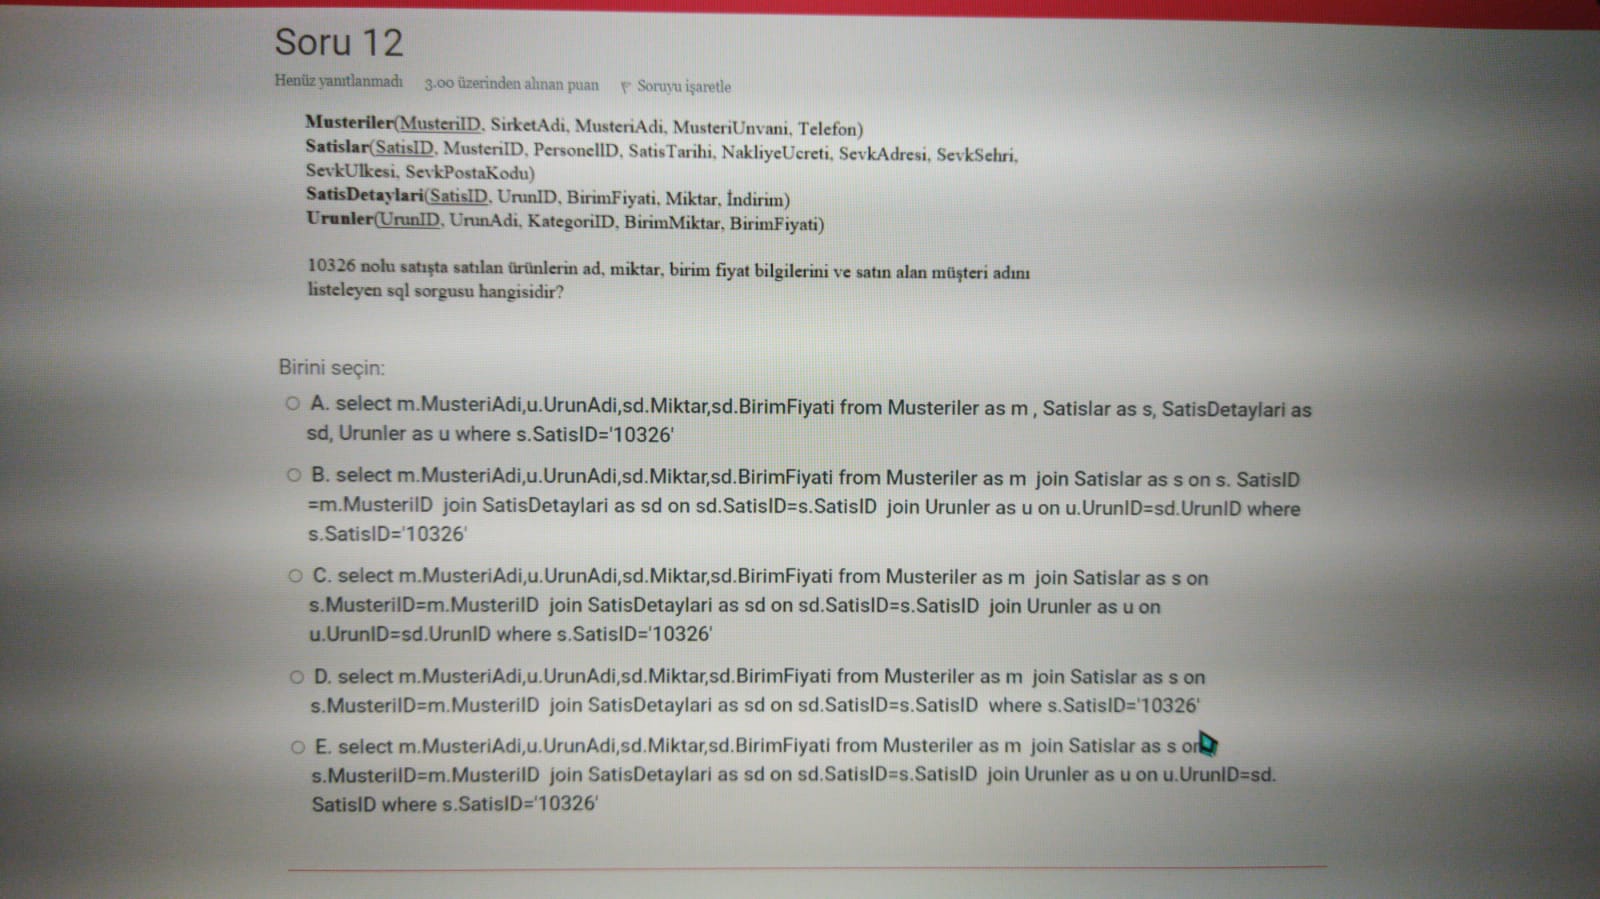 Soru 12
Henüz yanıtlanmadı 3.00 üzerinden alınan puan Soruyu işaretle
Musteriler(MusteriID, SirketAdi, MusteriAdi, MusteriUnvani, Telefon)
Satislar(SatisID, MusteriID, PersonelID, SatisTarihi, NakliyeUcreti, SevkAdresi, SevkSehri,
SevkUlkesi, SevkPostaKodu)
SatisDetaylari(SatisID, UrunID, BirimFiyati, Miktar, İndirim)
Urunler(UrunID, UrunAdi, KategoriID, BirimMiktar, BirimFiyati)
10326 nolu satışta satılan ürünlerin ad, miktar, birim fiyat bilgilerini ve satın alan müşteri adını
listeleyen sql sorgusu hangisidir?
Birini seçin:
A. select m.MusteriAdi,u.UrunAdi,sd.Miktar,sd.BirimFiyati from Musteriler as m , Satislar as s, SatisDetaylari as
sd, Urunler as u where s.SatisID='10326'
B. select m.MusteriAdi,u.UrunAdi,sd.Miktar,sd.BirimFiyati from Musteriler as m join Satislar as s on s. SatisID
=m.MusteriID join SatisDetaylari as sd on sd.SatisID=s.SatisID join Urunler as u on u.UrunID=sd.UrunID where
s.SatisID='10326'
C. select m.MusteriAdi,u.UrunAdi,sd.Miktar,sd.BirimFiyati from Musteriler as m join Satislar as s on
s.MusteriID=m.MusteriID join SatisDetaylari as sd on sd.SatisID=s.SatisID join Urunler as u on
u.UrunID=sd.UrunID where s.SatisID='10326'
D. select m.MusteriAdi,u.UrunAdi,sd.Miktar,sd.BirimFiyati from Musteriler as m join Satislar as s on
s.MusteriID=m.MusteriID join SatisDetaylari as sd on sd.SatisID=s.SatisID where s.SatisID='10326'
E. select m.MusteriAdi,u.UrunAdi,sd.Miktar,sd.BirimFiyati from Musteriler as m join Satislar as s on
s.MusteriID=m.MusteriID join SatisDetaylari as sd on sd.SatisID=s.SatisID join Urunler as u on u.UrunID=sd.
SatisID where s.SatisID='10326'